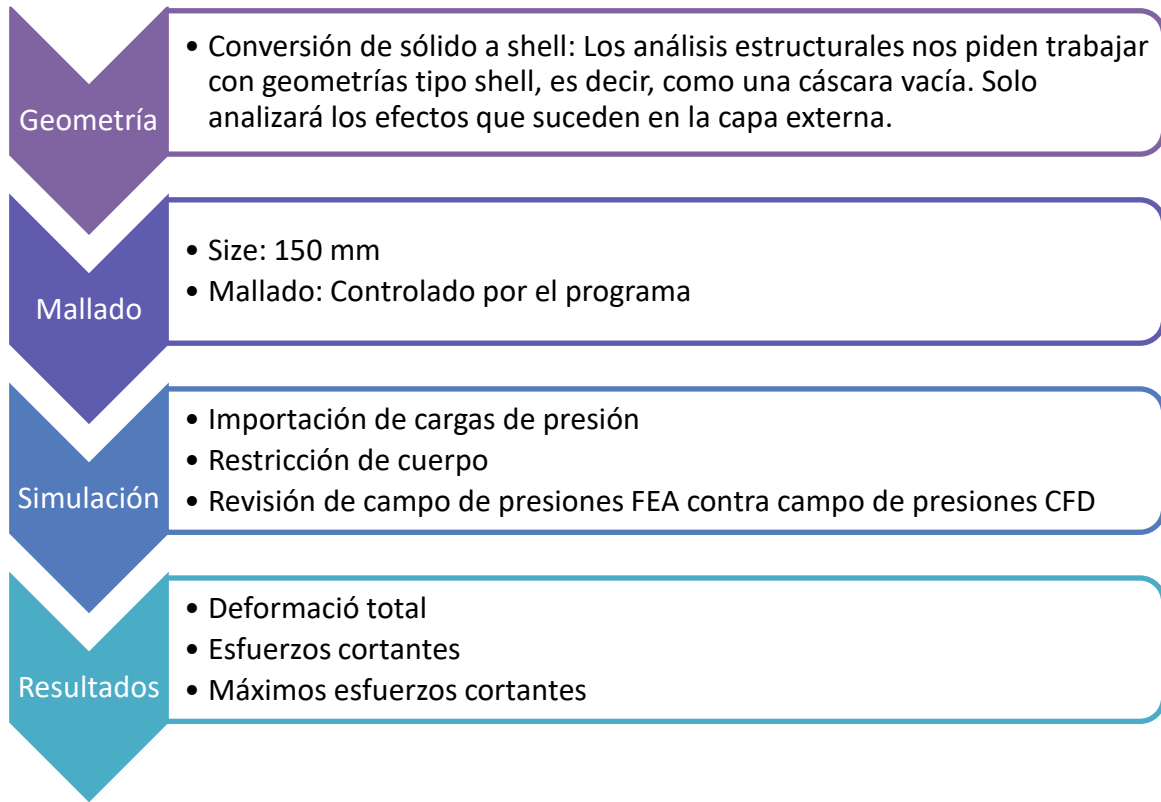 Geometría
• Conversión de sólido a shell: Los análisis estructurales nos piden trabajar
con geometrías tipo shell, es decir, como una cáscara vacía. Solo
analizará los efectos que suceden en la capa externa.
Mallado
• Size: 150 mm
• Mallado: Controlado por el programa
Simulación
• Importación de cargas de presión
• Restricción de cuerpo
• Revisión de campo de presiones FEA contra campo de presiones CFD
Resultados
• Deformació total
• Esfuerzos cortantes
• Máximos esfuerzos cortantes